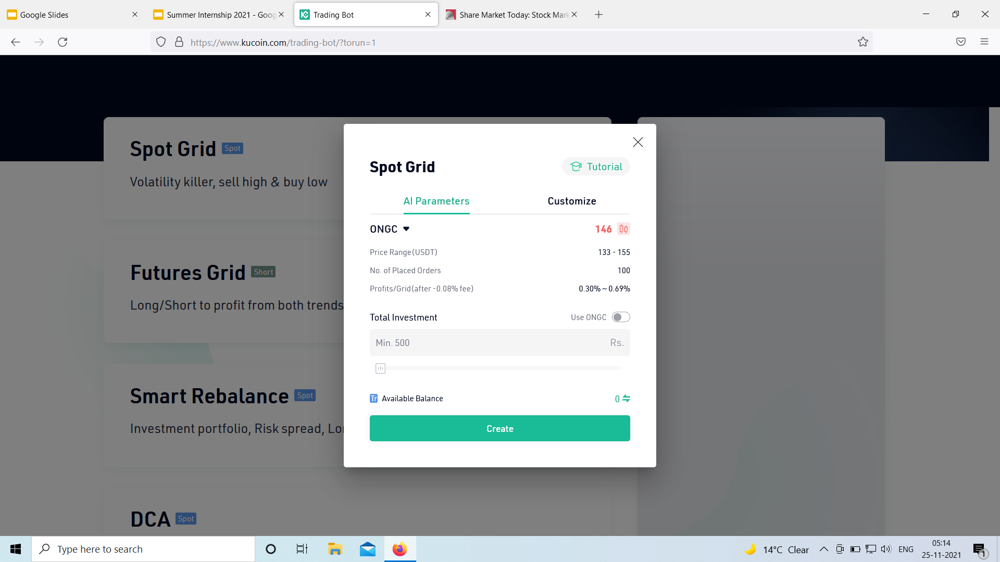 Google Slides
Summer Internship 2021 - Goog
Trading Bot
Share Market Today: Stock Mark
https://www.kucoin.com/trading-bot/?torun=1
Spot Grid Spot
Volatility killer, sell high & buy low
Futures Grid Short
Long/Short to profit from both trends
Smart Rebalance Spot
Investment portfolio, Risk spread, Lo
DCA Spot
Spot Grid
Tutorial
AI Parameters Customize
ONGC 146
Price Range(USDT) 133 - 155
No. of Placed Orders 100
Profits/Grid(after -0.08% fee) 0.30% ~ 0.69%
Total Investment Use ONGC
Min. 500 Rs.
Tr Available Balance 0
Create
Type here to search
14°C Clear
ENG
05:14
25-11-2021
1